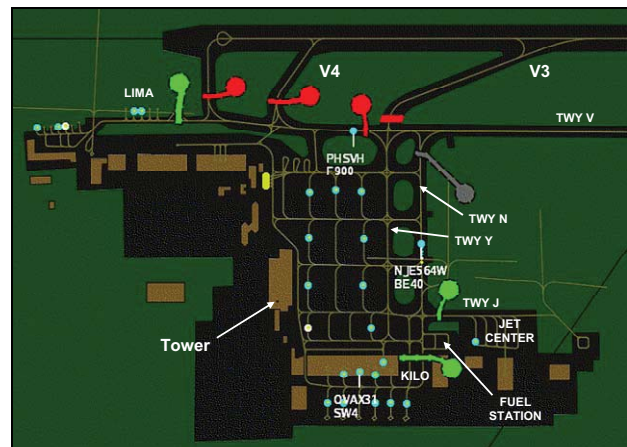 V4
V3
LIMA
TWY V
PHSVH
F900
TWY N
TWY Y
NJE564W
BE40
TWY J
JET
CENTER
Tower
KILO
FUEL
STATION
OVAX31
SW4